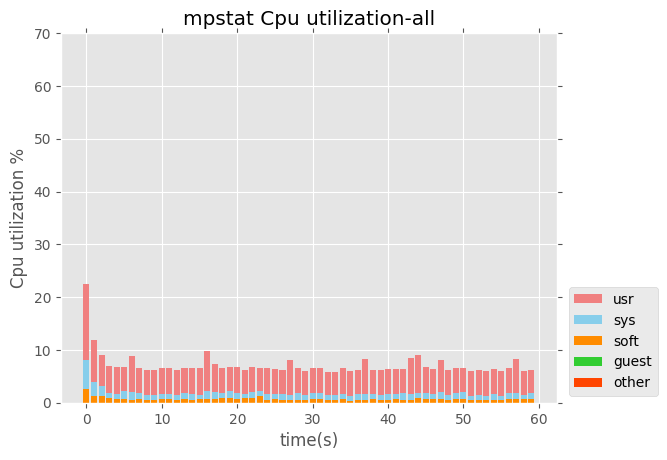 mpstat Cpu utilization-all
Cpu utilization %
70
60
50
40
30
20
10
0
0 10 20 30 40 50 60
time(s)
usr
sys
soft
guest
other